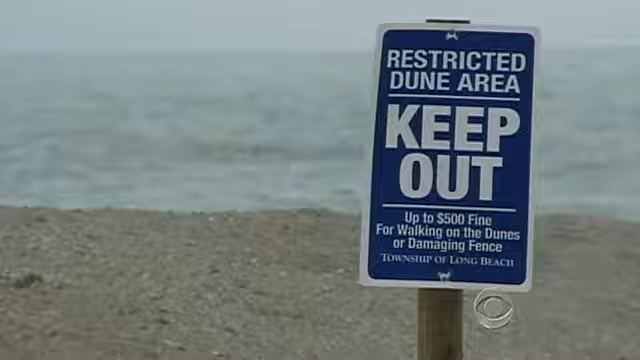 RESTRICTED
DUNE AREA
KEEP
OUT
Up to $500 Fine
For Walking on the Dunes
or Damaging Fence
TOWNSHIP OF LONG BEACH